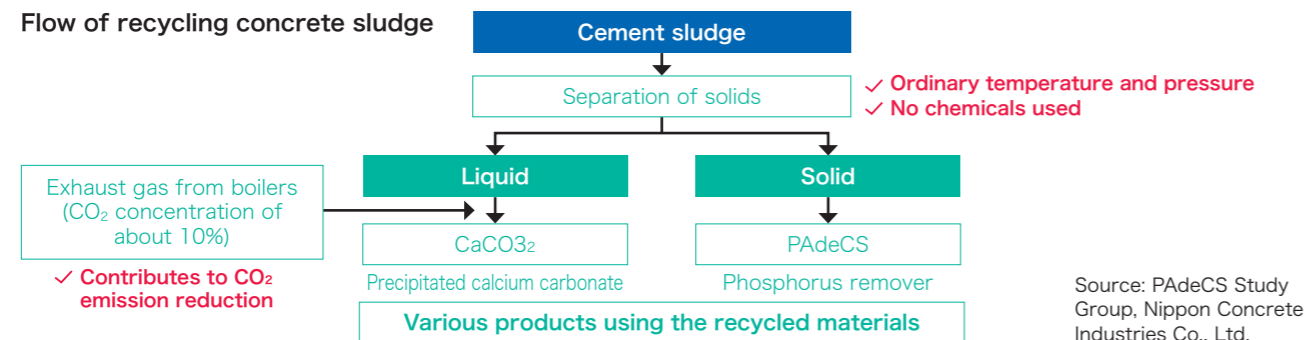 Flow of recycling concrete sludge
Cement sludge
Separation of solids
✓ Ordinary temperature and pressure
✓ No chemicals used
Liquid
Solid
Exhaust gas from boilers
(CO₂ concentration of
about 10%)
CaCO3₂
PAdeCS
✓ Contributes to CO₂
emission reduction
Precipitated calcium carbonate
Phosphorus remover
Various products using the recycled materials
Source: PAdeCS Study
Group, Nippon Concrete
Industries Co., Ltd.